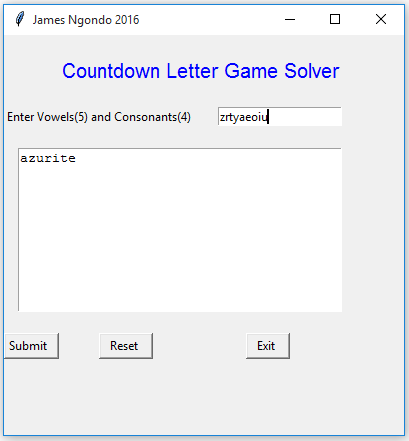 James Ngondo 2016
Countdown Letter Game Solver
Enter Vowels(5) and Consonants(4) zrtyaeoiu
azurite
Submit Reset Exit